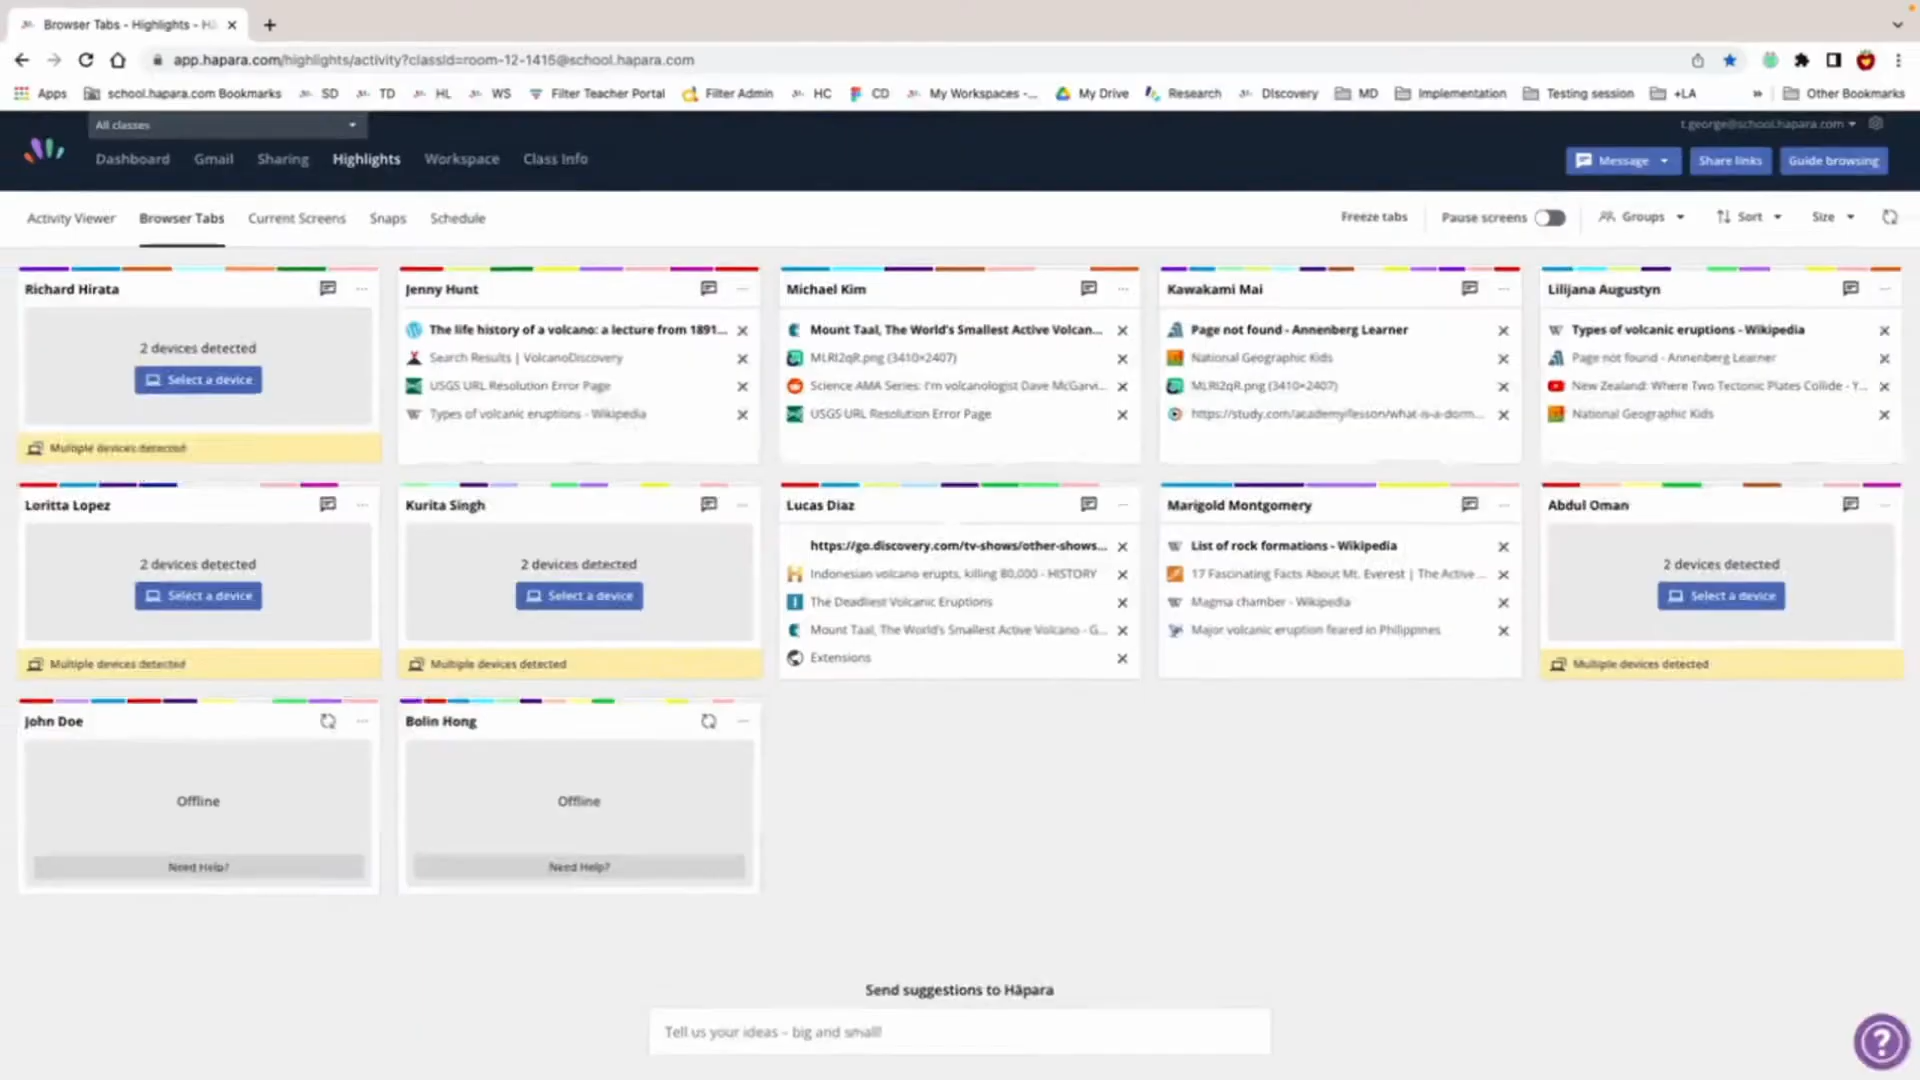 Browser Tabs - Highlights - Hā
app.hapara.com/highlights/activity?classId=room-12-1415@school.hapara.com
Apps school.hapara.com Bookmarks SD TD HL WS Filter Teacher Portal Filter Admin HC CD My Workspaces -... My Drive Research Discovery MD Implementation Testing session +LA » Other Bookmarks
All classes t.george@school.hapara.com
Dashboard Gmail Sharing Highlights Workspace Class Info Message Share links Guide browsing
Activity Viewer Browser Tabs Current Screens Snaps Schedule Freeze tabs Pause screens Groups Sort Size
Richard Hirata
2 devices detected
Select a device
Multiple devices detected
Jenny Hunt
The life history of a volcano: a lecture from 1891...
Search Results | VolcanoDiscovery
USGS URL Resolution Error Page
Types of volcanic eruptions - Wikipedia
Michael Kim
Mount Taal, The World's Smallest Active Volcan...
MLRI2qR.png (3410×2407)
Science AMA Series: I'm volcanologist Dave McGarvi...
USGS URL Resolution Error Page
Kawakami Mai
Page not found - Annenberg Learner
National Geographic Kids
MLRI2qR.png (3410×2407)
https://study.com/academy/lesson/what-is-a-dorm...
Lilijana Augustyn
Types of volcanic eruptions - Wikipedia
Page not found - Annenberg Learner
New Zealand: Where Two Tectonic Plates Collide - Y...
National Geographic Kids
Loritta Lopez
2 devices detected
Select a device
Multiple devices detected
Kurita Singh
2 devices detected
Select a device
Multiple devices detected
Lucas Diaz
https://go.discovery.com/tv-shows/other-shows...
Indonesian volcano erupts, killing 80,000 - HISTORY
The Deadliest Volcanic Eruptions
Mount Taal, The World's Smallest Active Volcano - G...
Extensions
Marigold Montgomery
List of rock formations - Wikipedia
17 Fascinating Facts About Mt. Everest | The Active ...
Magma chamber - Wikipedia
Major volcanic eruption feared in Philippines
Abdul Oman
2 devices detected
Select a device
Multiple devices detected
John Doe
Offline
Need Help?
Bolin Hong
Offline
Need Help?
Send suggestions to Hāpara
Tell us your ideas - big and small!
?